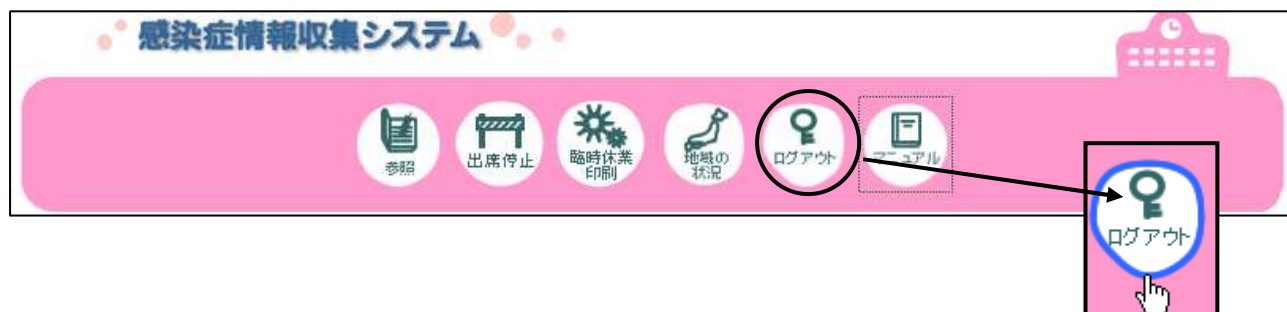 感染症情報収集システム
参照
出席停止
臨時休業
印刷
地域の
状況
ログアウト
マニュアル
ログアウト